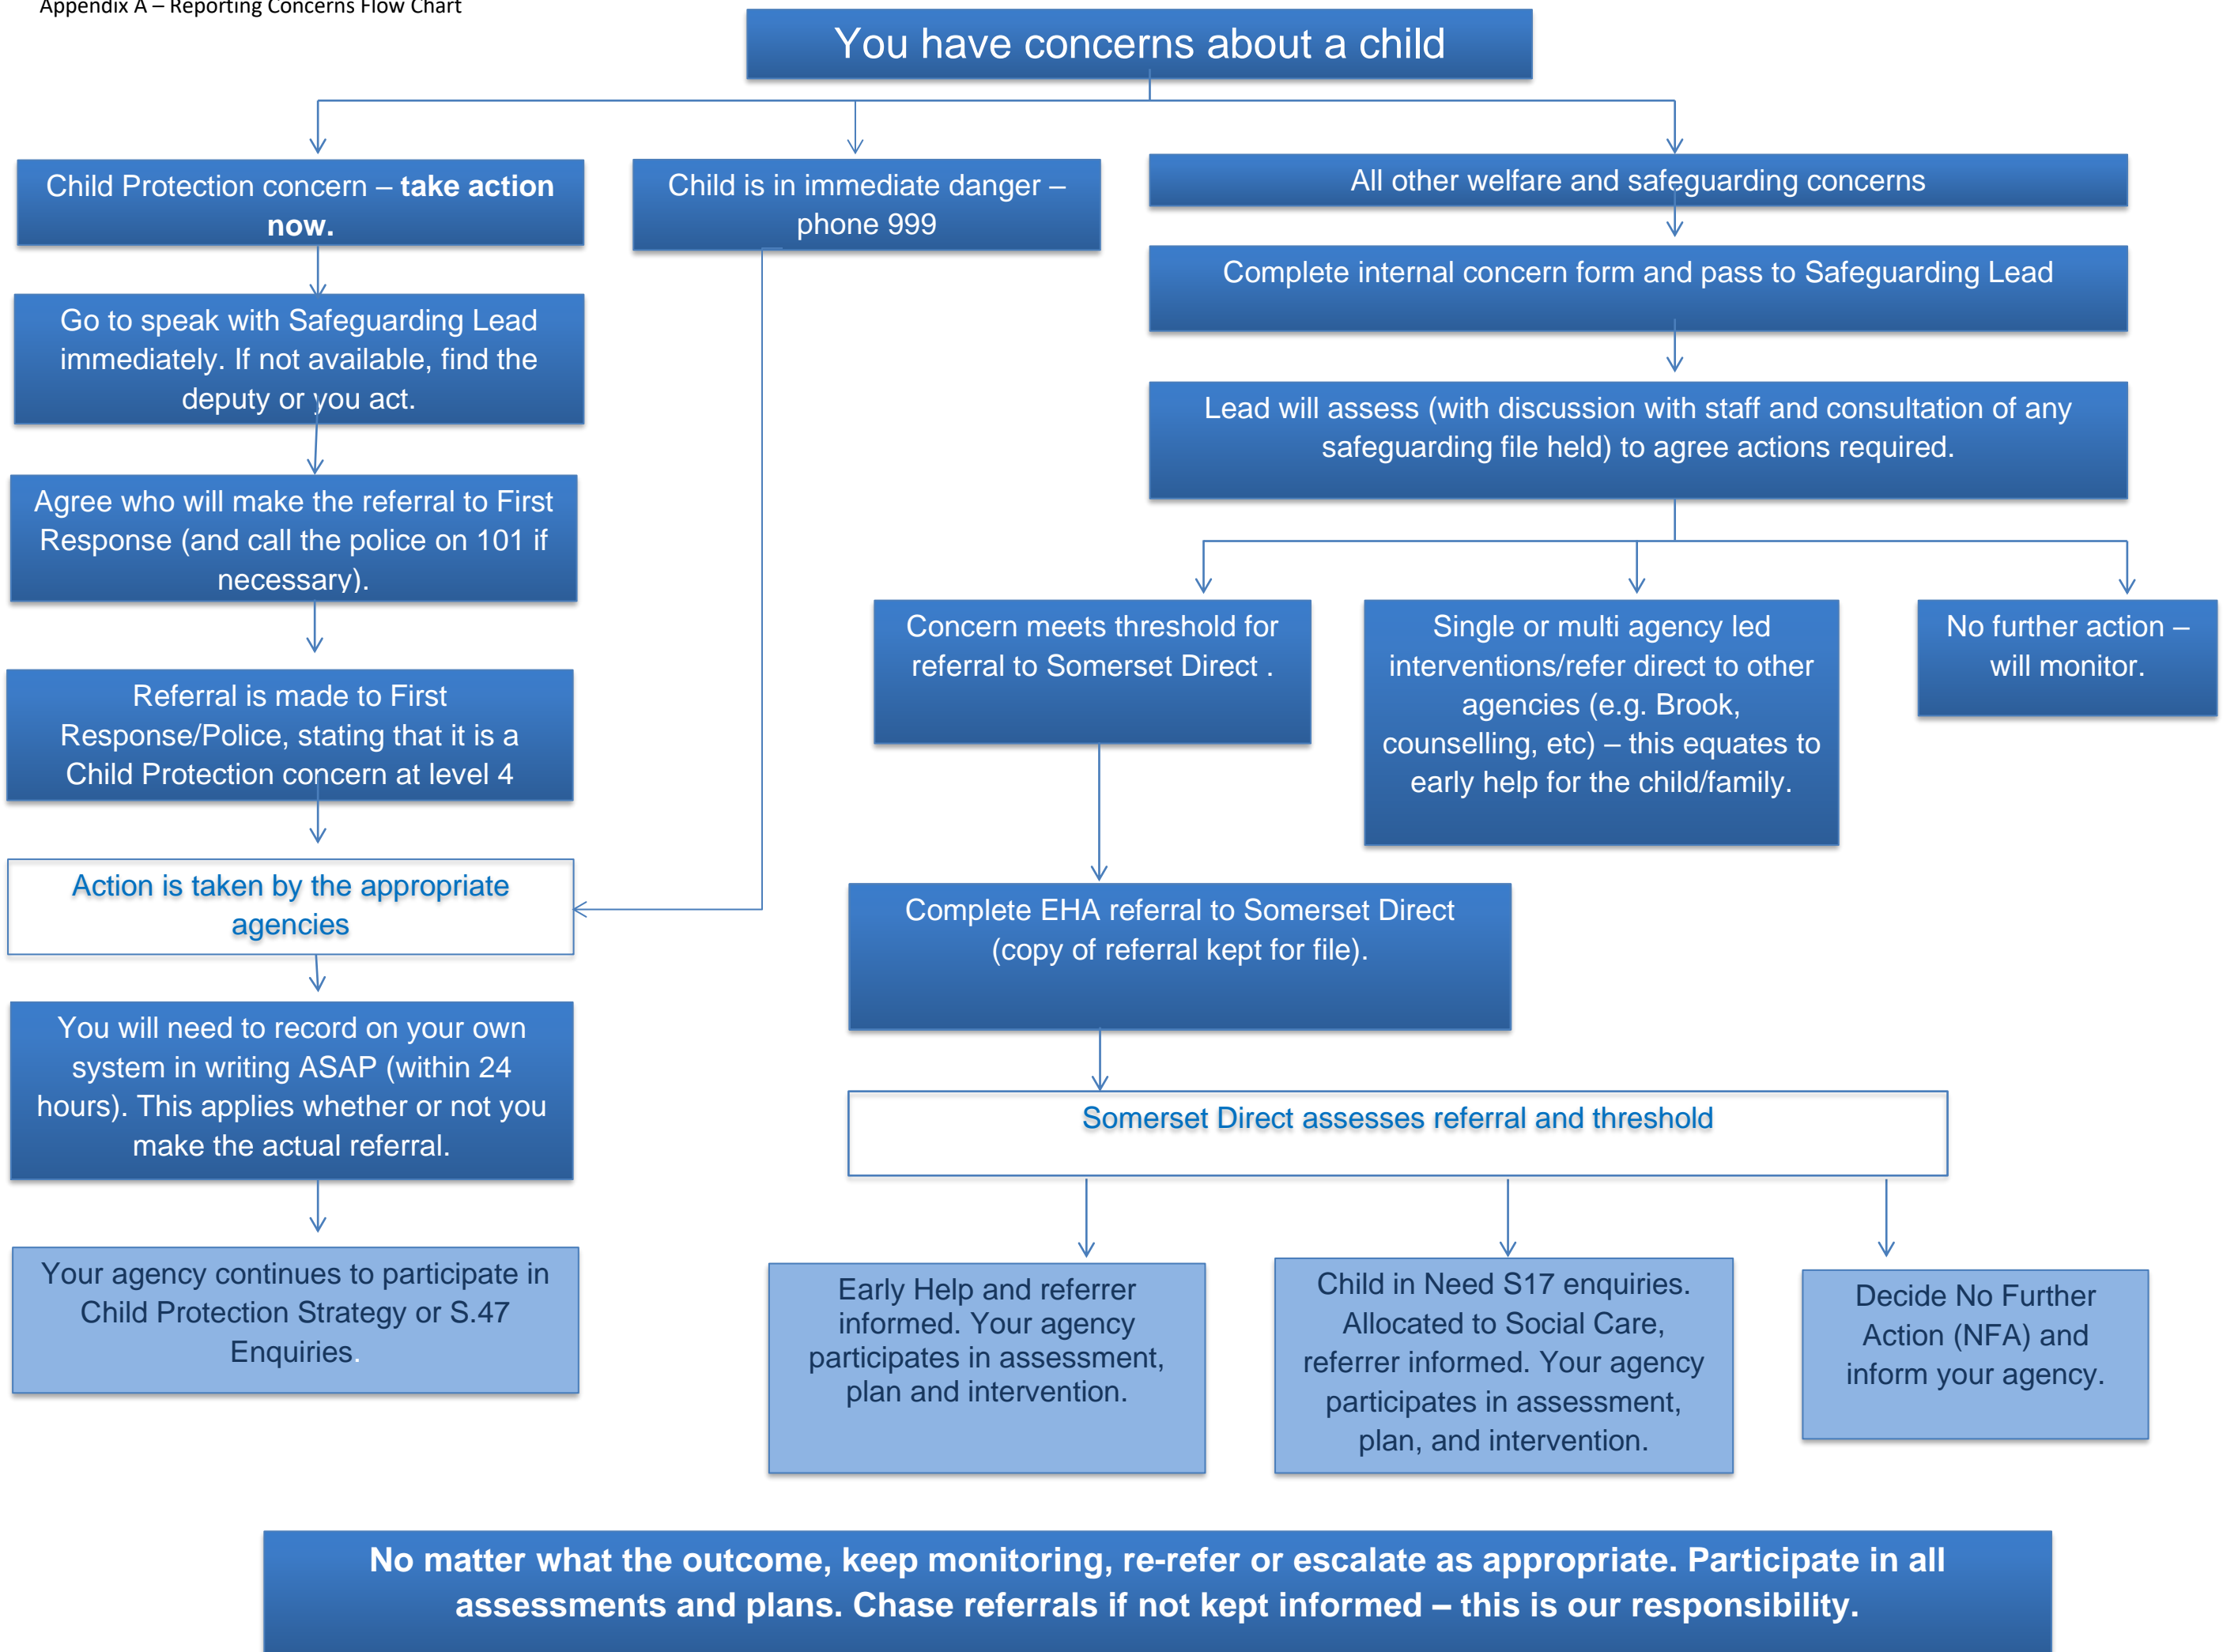 Appendix A – Reporting Concerns Flow Chart
You have concerns about a child
Child Protection concern – take action
now.
Child is in immediate danger –
phone 999
All other welfare and safeguarding concerns
Go to speak with Safeguarding Lead
immediately. If not available, find the
deputy or you act.
Complete internal concern form and pass to Safeguarding Lead
Lead will assess (with discussion with staff and consultation of any
safeguarding file held) to agree actions required.
Agree who will make the referral to First
Response (and call the police on 101 if
necessary).
Concern meets threshold for
referral to Somerset Direct .
Single or multi agency led
interventions/refer direct to other
agencies (e.g. Brook,
counselling, etc) – this equates to
early help for the child/family.
No further action –
will monitor.
Referral is made to First
Response/Police, stating that it is a
Child Protection concern at level 4
Action is taken by the appropriate
agencies
Complete EHA referral to Somerset Direct
(copy of referral kept for file).
You will need to record on your own
system in writing ASAP (within 24
hours). This applies whether or not you
make the actual referral.
Somerset Direct assesses referral and threshold
Your agency continues to participate in
Child Protection Strategy or S.47
Enquiries.
Early Help and referrer
informed. Your agency
participates in assessment,
plan and intervention.
Child in Need S17 enquiries.
Allocated to Social Care,
referrer informed. Your agency
participates in assessment,
plan, and intervention.
Decide No Further
Action (NFA) and
inform your agency.
No matter what the outcome, keep monitoring, re-refer or escalate as appropriate. Participate in all
assessments and plans. Chase referrals if not kept informed – this is our responsibility.